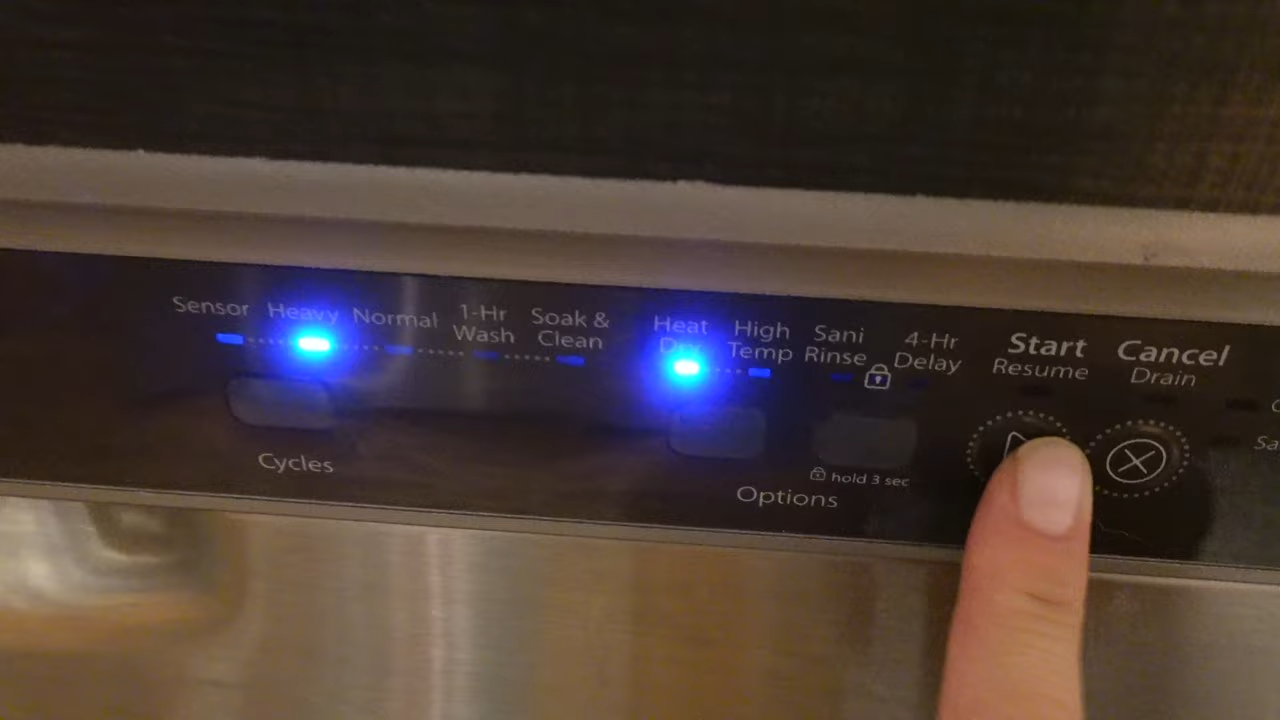 Sensor
Heavy
Normal
1-Hr
Wash
Soak &
Clean
Heat
Dry
High
Temp
Sani
Rinse
4-Hr
Delay
Start
Resume
Cancel
Drain
Cycles
hold 3 sec
Options